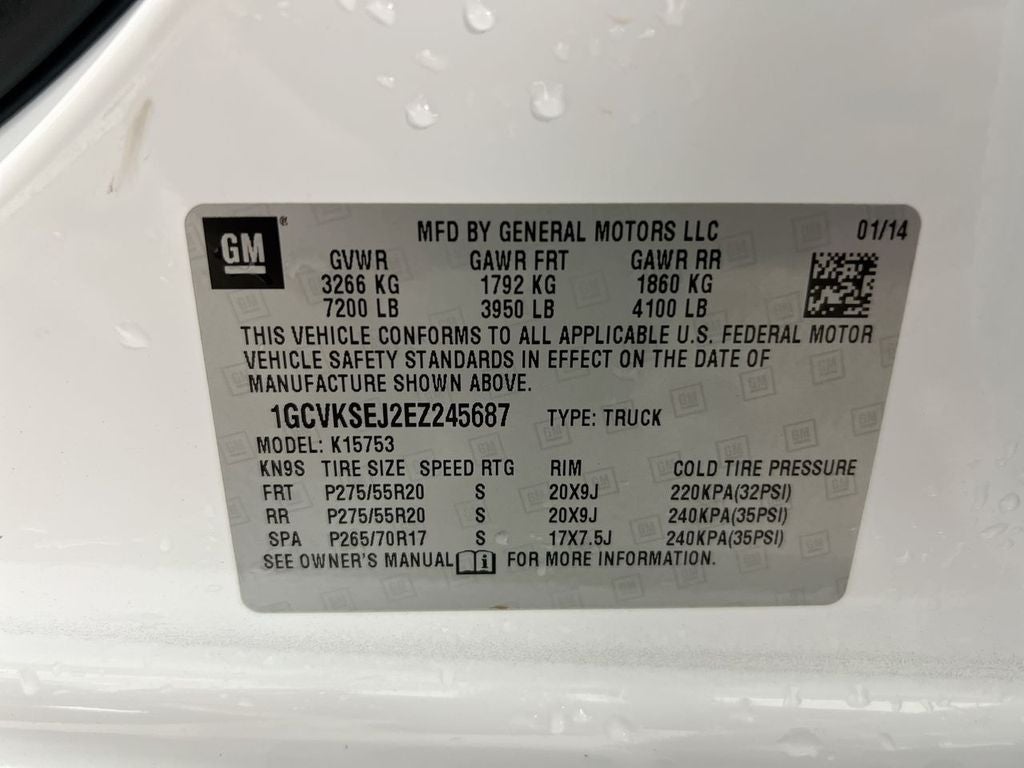 GM ® MFD BY GENERAL MOTORS LLC 01/14
GVWR GAWR FRT GAWR RR
3266 KG 1792 KG 1860 KG
7200 LB 3950 LB 4100 LB
THIS VEHICLE CONFORMS TO ALL APPLICABLE U.S. FEDERAL MOTOR
VEHICLE SAFETY STANDARDS IN EFFECT ON THE DATE OF
MANUFACTURE SHOWN ABOVE.
1GCVKSEJ2EZ245687 TYPE: TRUCK
MODEL: K15753
KN9S TIRE SIZE SPEED RTG RIM COLD TIRE PRESSURE
FRT P275/55R20 S 20X9J 220KPA(32PSI)
RR P275/55R20 S 20X9J 240KPA(35PSI)
SPA P265/70R17 S 17X7.5J 240KPA(35PSI)
SEE OWNER'S MANUAL i FOR MORE INFORMATION.